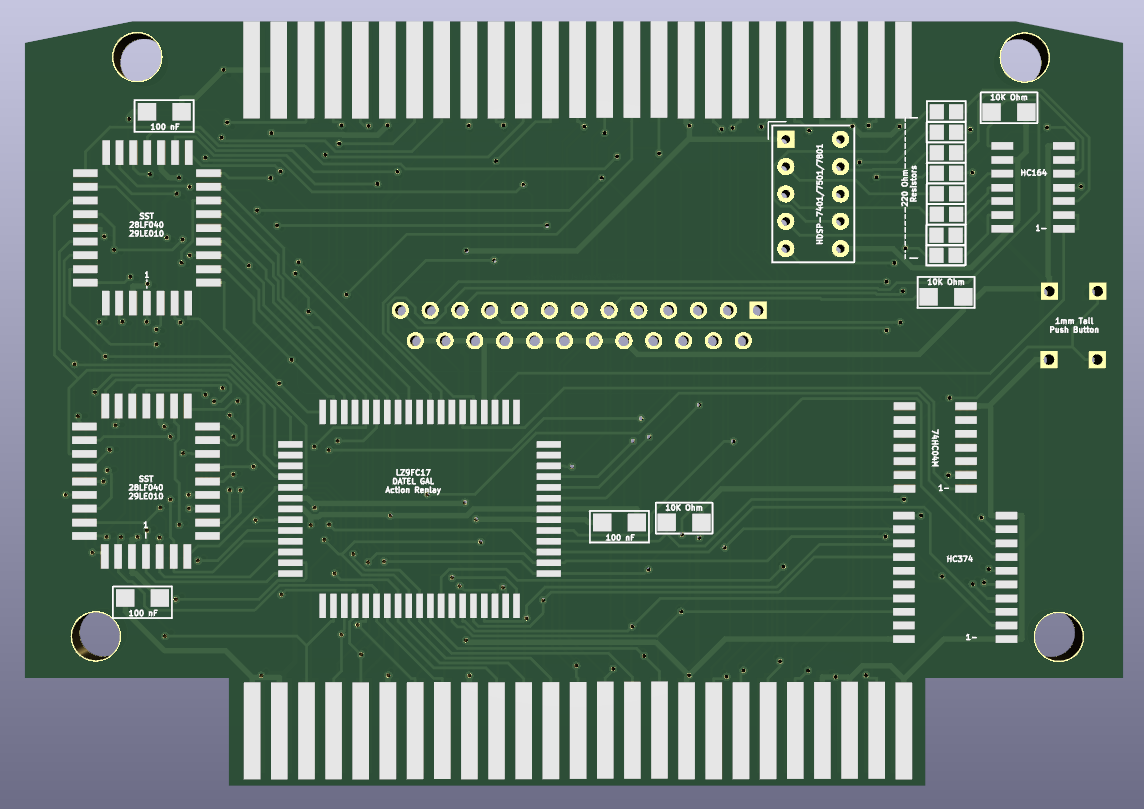 100 nF
10K Ohm
HDSP-7401/7501/7801
220 Ohm
Resistors
HC164
1-
SST
28LF040
29LE010
1
10K Ohm
1mm Tall
Push Button
SST
28LF040
29LE010
1
LZ9FC17
DATEL GAL
Action Replay
74HC04M
1-
10K Ohm
100 nF
HC374
1-
100 nF